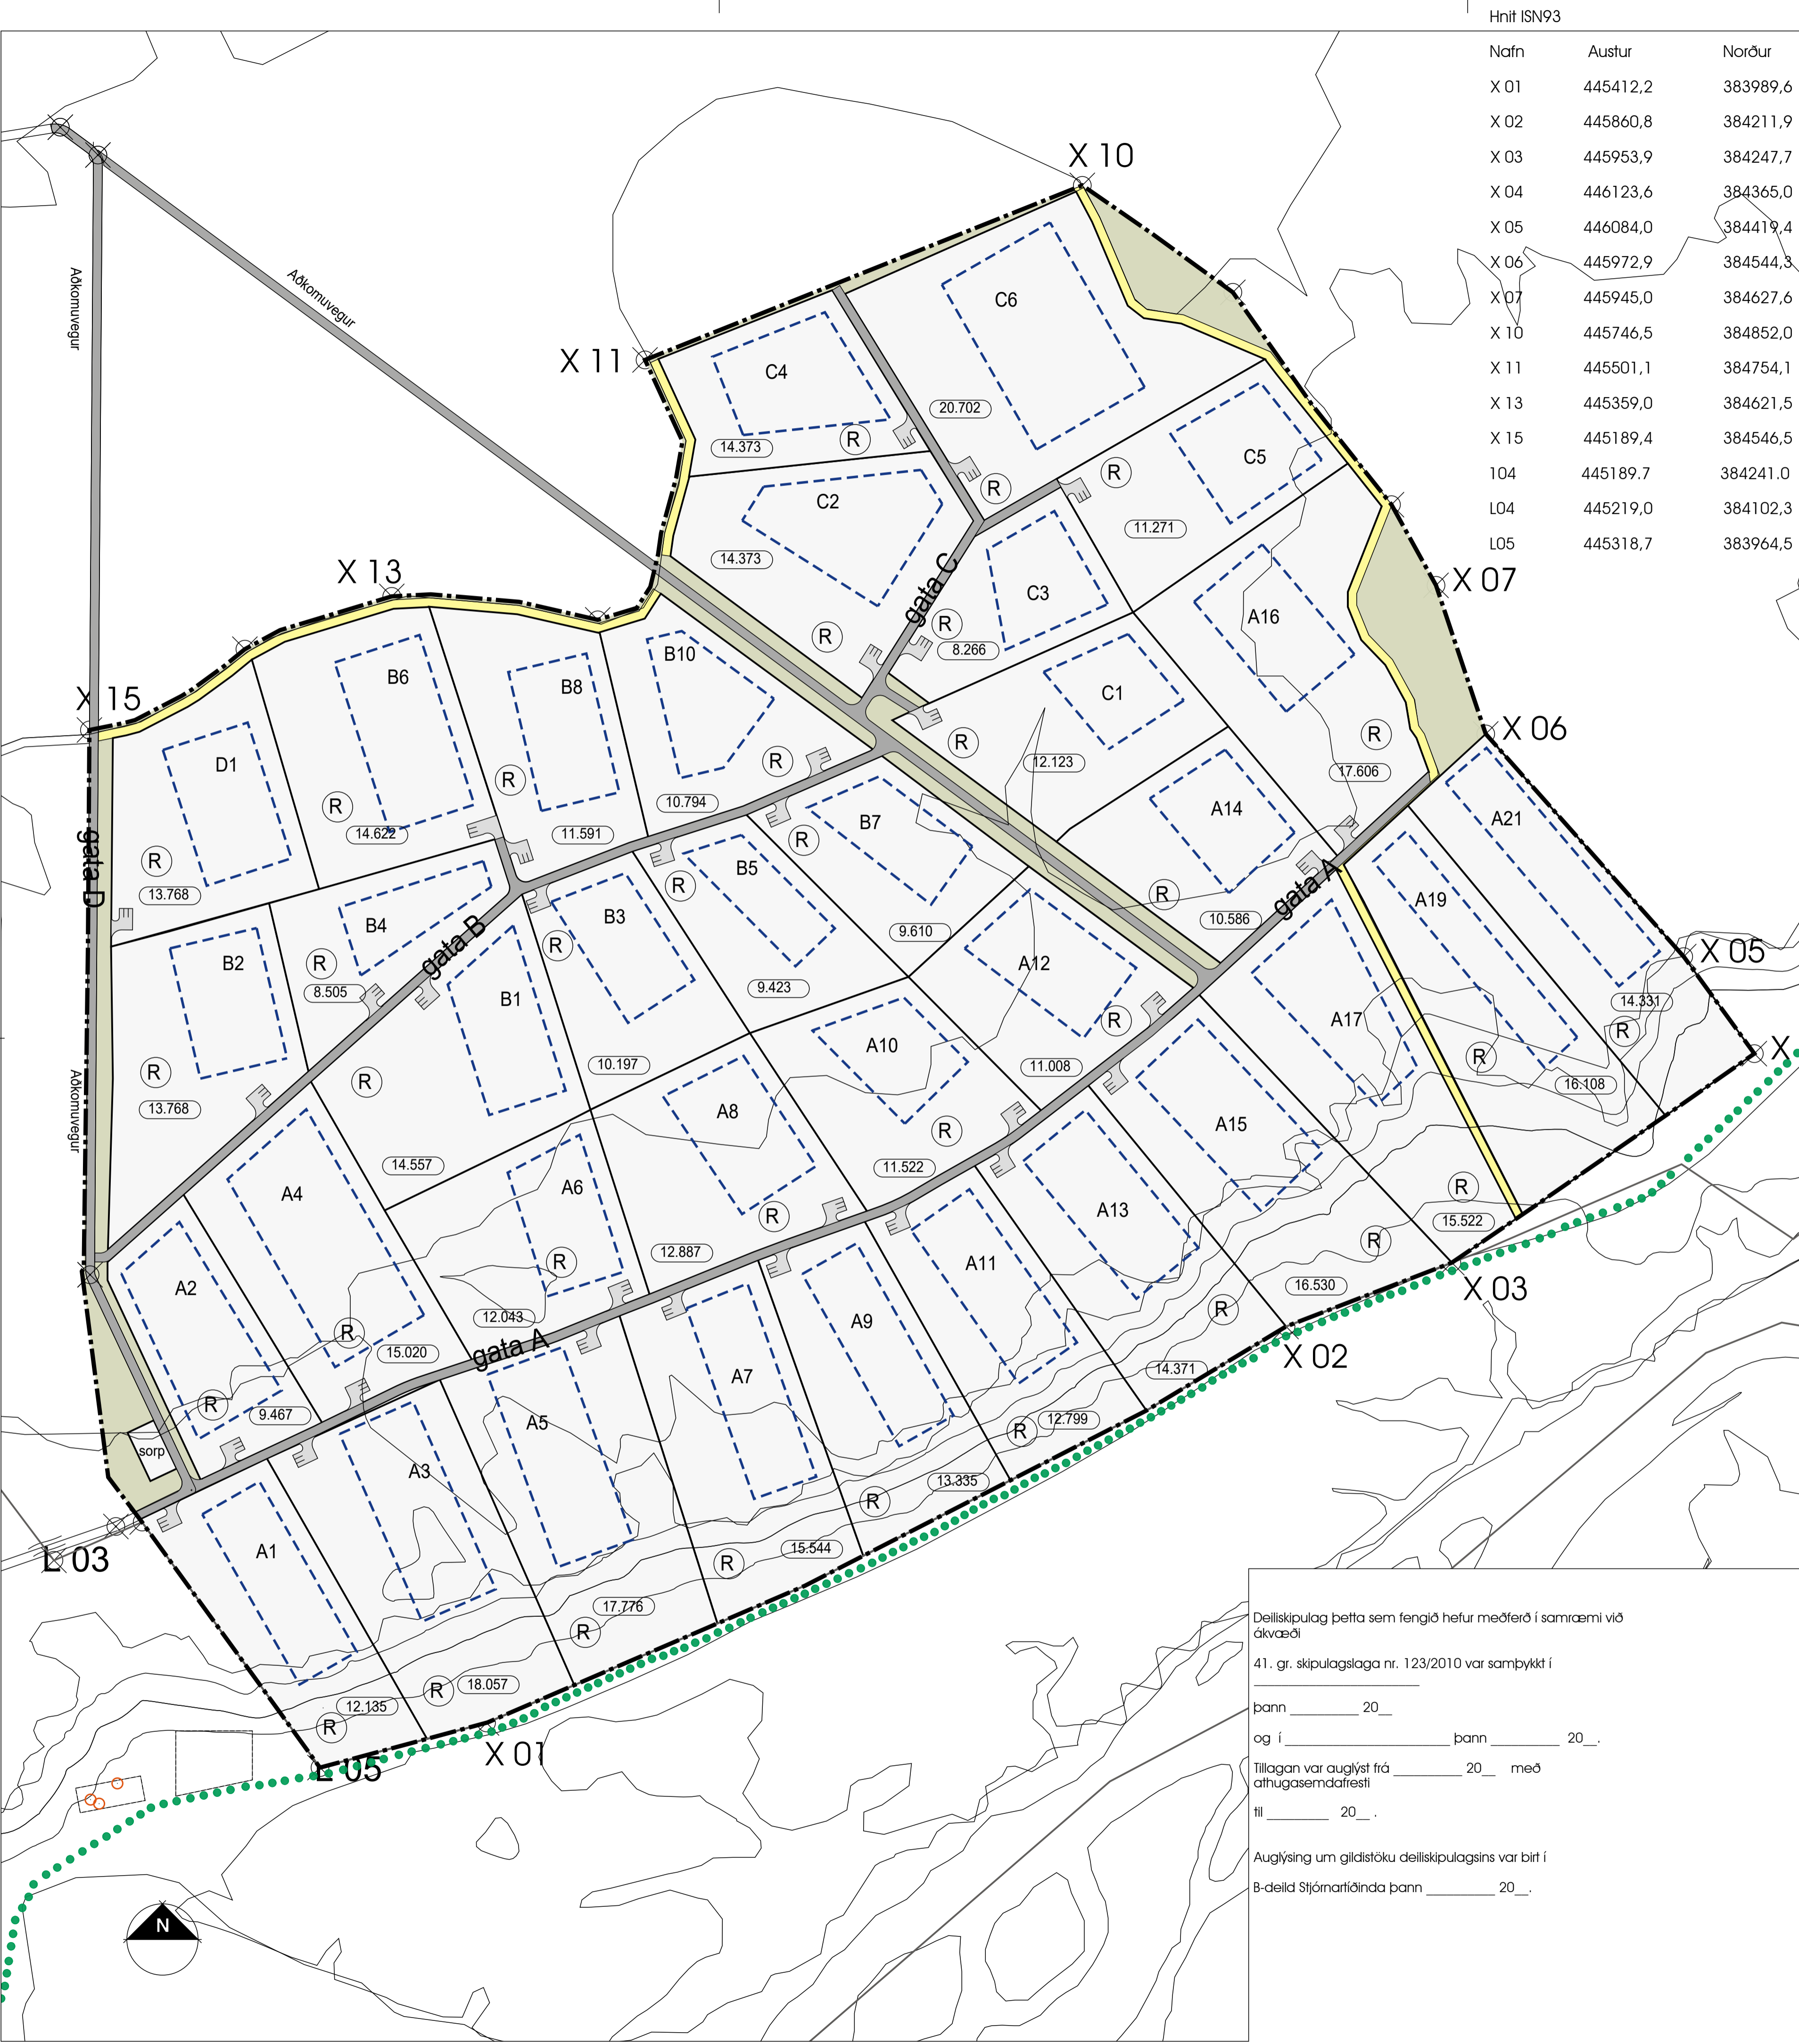 Hnit ISN93
Nafn Austur Norður
X 01 445412,2 383989,6
X 02 445860,8 384211,9
X 03 445953,9 384247,7
X 04 446123,6 384365,0
X 05 446084,0 384419,4
X 06 445972,9 384544,3
X 07 445945,0 384627,6
X 10 445746,5 384852,0
X 11 445501,1 384754,1
X 13 445359,0 384621,5
X 15 445189,4 384546,5
104 445189.7 384241.0
L04 445219,0 384102,3
L05 445318,7 383964,5
X 10
Aðkomuvegur
Aðkomuvegur
X 11
C6
C4
20.702
R
14.373
C5
R
R
C2
11.271
14.373
gata C
X 13
X 07
C3
A16
R
R
8.266
B10
B6
B8
C1
X 15
X 06
R
R
D1
R
R
12.123
17.606
R
10.794
A14
A21
B7
14.622
11.591
R
R
B5
gata D
R
13.768
R
A19
gata A
10.586
B4
B3
9.610
gata B
R
X 05
B2
R
A12
8.505
9.423
B1
14.331
R
A17
R
A10
R
10.197
11.008
R
R
X
16.108
13.768
Aðkomuvegur
A8
A15
R
14.557
11.522
A6
A4
R
A13
R
15.522
R
12.887
R
A11
A2
16.530
X 03
R
12.043
A9
R
gata A
15.020
X 02
14.371
A7
R
9.467
A5
12.799
R
sorp
A3
13.335
R
L 03
A1
15.544
R
17.776
R
18.057
R
12.135
R
X 01
L 05
N
Deiliskipulag þetta sem fengið hefur meðferð í samræmi við
ákvæði
41. gr. skipulagslaga nr. 123/2010 var samþykkt í
________________________
þann __________ 20__
og í ________________________ þann __________ 20__.
Tillagan var auglýst frá __________ 20__ með
athugasemdafresti
til _________ 20__ .
Auglýsing um gildistöku deiliskipulagsins var birt í
B-deild Stjórnartíðinda þann __________ 20__.